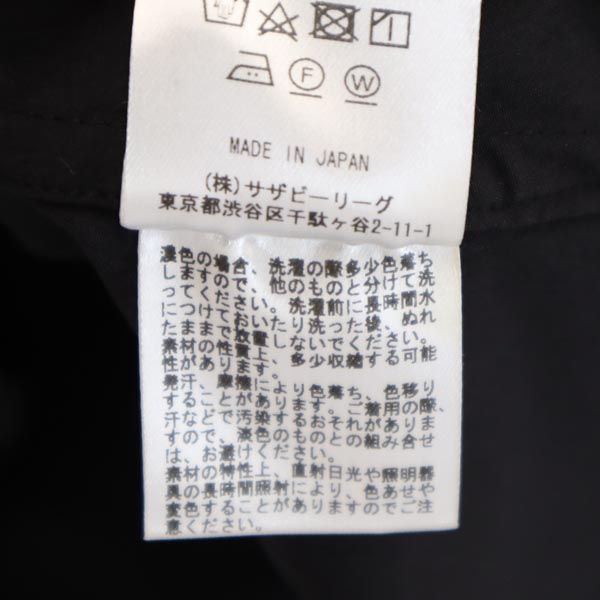 F
W
MADE IN JAPAN
(株) サザビーリーグ
東京都渋谷区千駄ヶ谷2-11-1
濃色の場合、洗濯の際多少色落ち
しますので、他のものと分けて洗
ってください。洗濯前に長時間水
につけておいたり洗った後、ぬれ
たままで放置しないでください。
素材の性質上、多少収縮する可能
性があります。
発汗、摩擦により色落ち、色移り
することがあります。ご着用の際、
汗などで汚染するおそれがありま
すので、淡色のものとの組み合せ
は、お避けください。
素材の特性上、直射日光や照明器
具の長時間照射により、色あせや
変色することがありますのでご注
意ください。